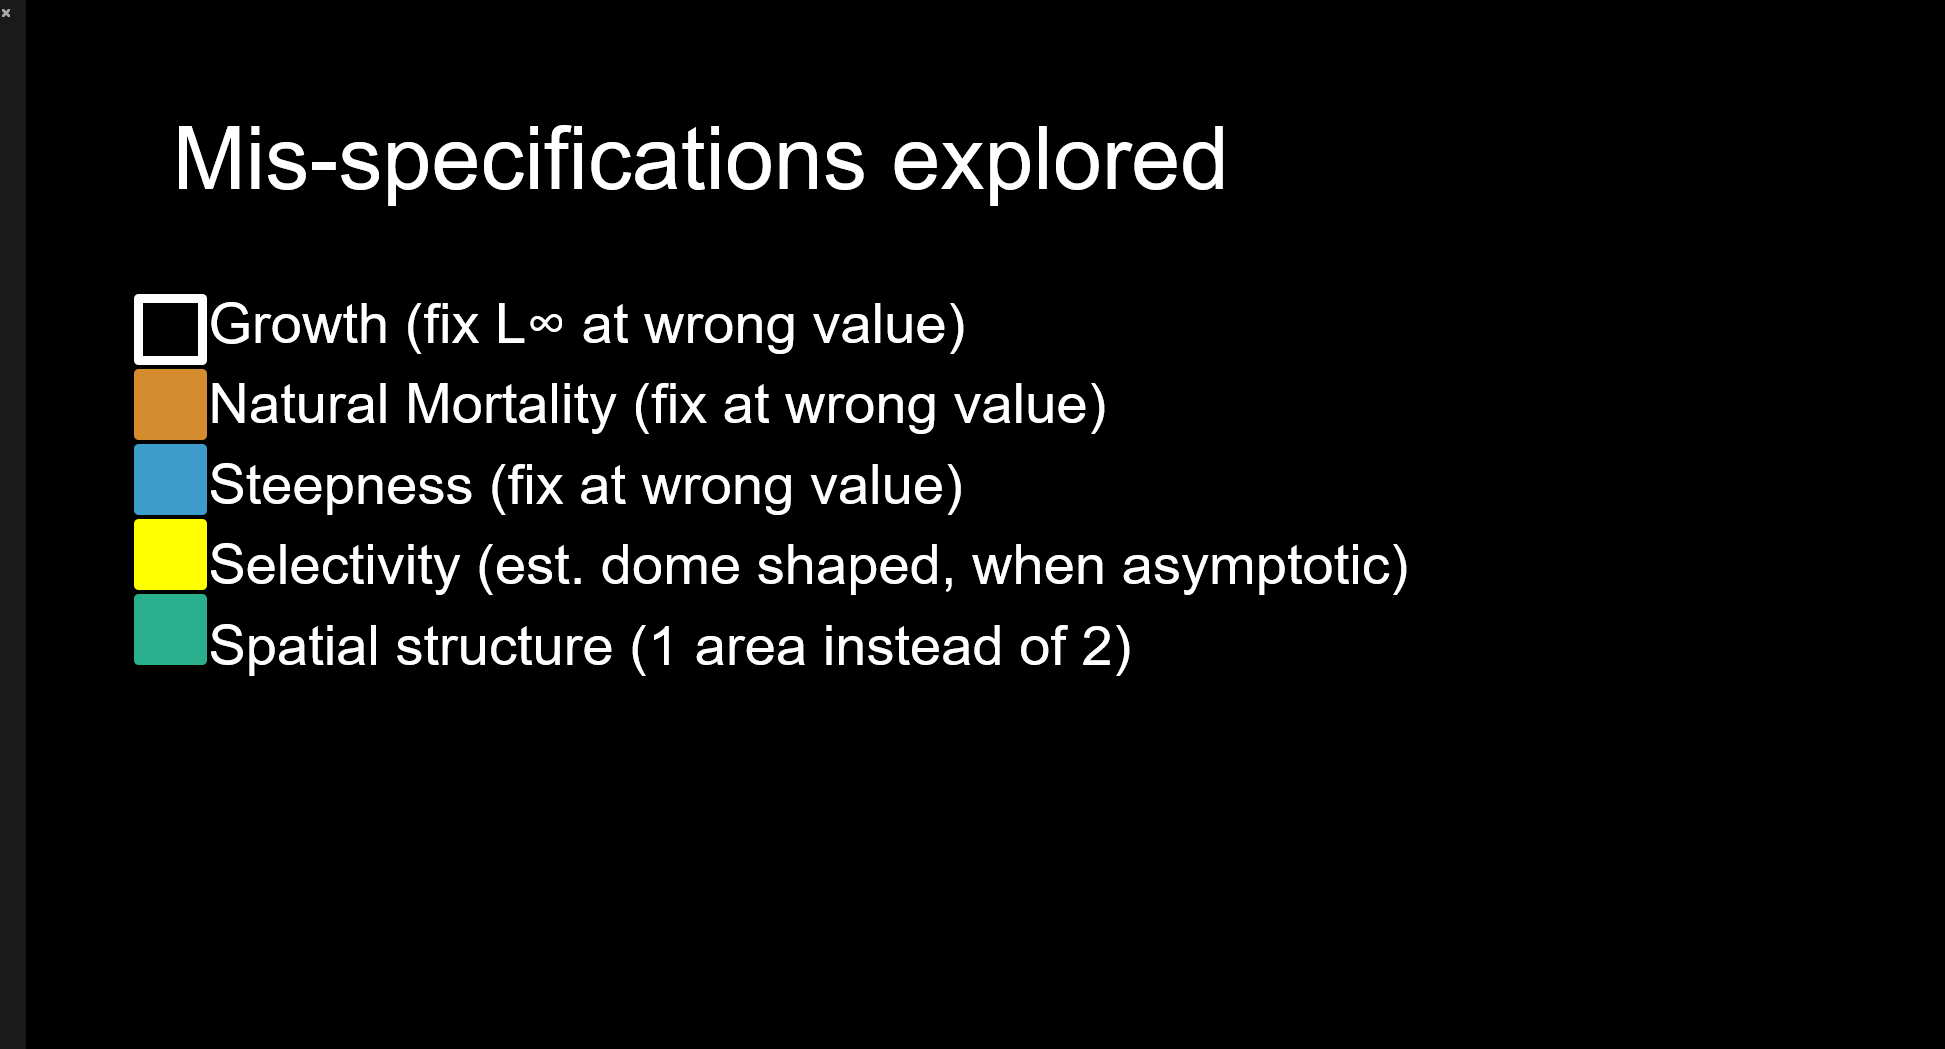 Mis-specifications explored
Growth (fix L∞ at wrong value)
Natural Mortality (fix at wrong value)
Steepness (fix at wrong value)
Selectivity (est. dome shaped, when asymptotic)
Spatial structure (1 area instead of 2)